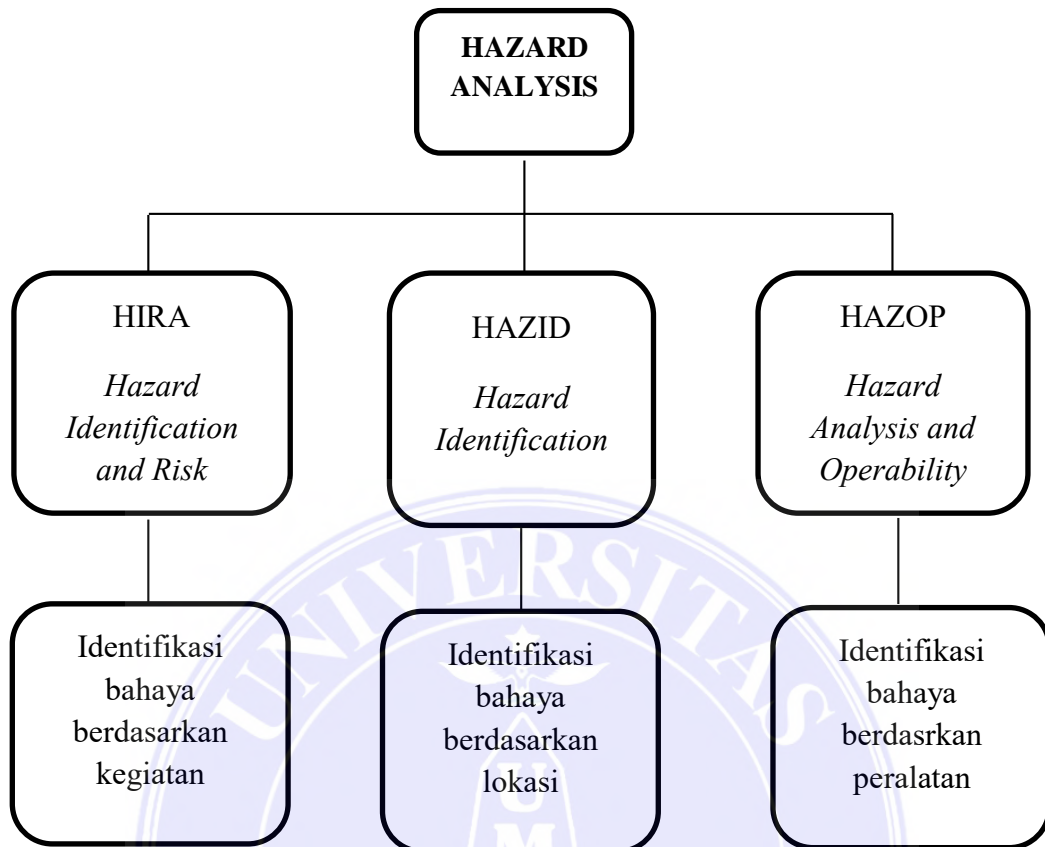 HAZARD
ANALYSIS
HIRA
Hazard
Identification
and Risk
HAZID
Hazard
Identification
HAZOP
Hazard
Analysis and
Operability
Identifikasi
bahaya
berdasarkan
kegiatan
Identifikasi
bahaya
berdasarkan
lokasi
Identifikasi
bahaya
berdasrkan
peralatan
UNIVERSITAS
U
M